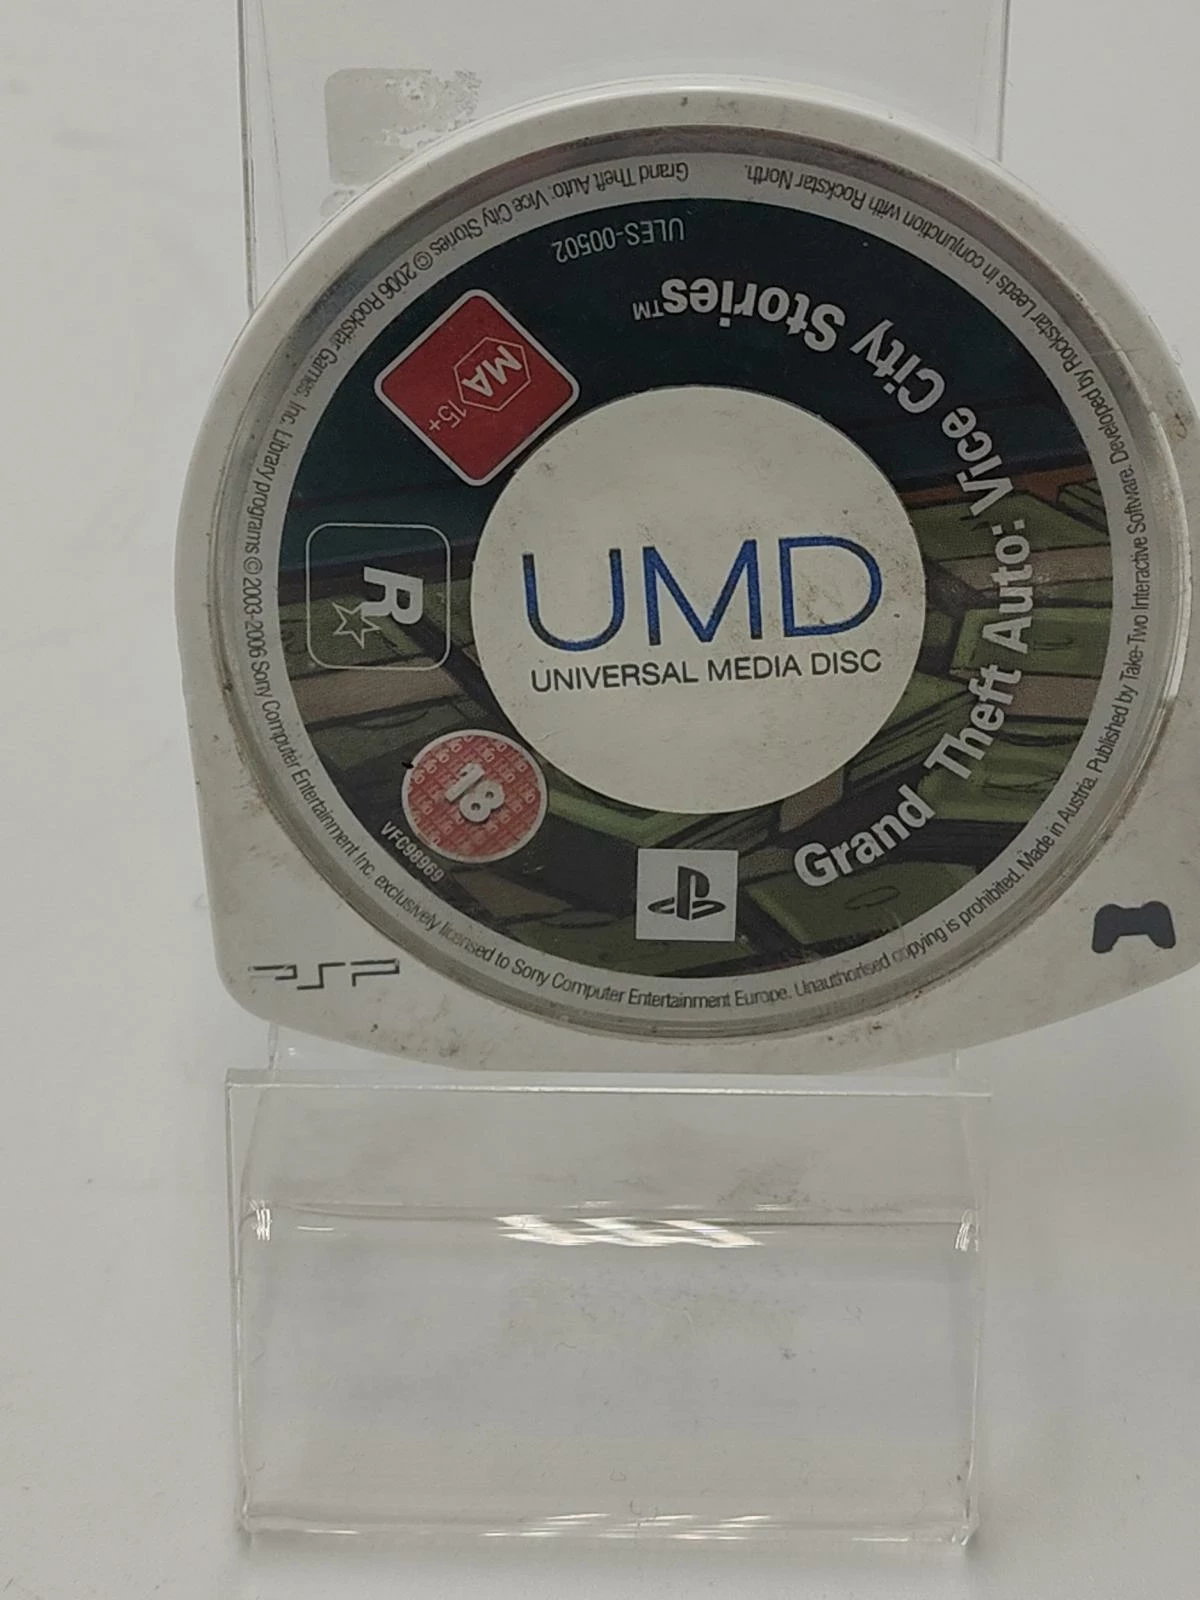 UMD
UNIVERSAL MEDIA DISC
Grand Theft Auto: Vice City Stories™
ULES-00502
MA 15+
R
18
VFC98969
PSP
Grand Theft Auto: Vice City Stories © 2006 Rockstar Games, Inc. Library programs © 2003-2006 Sony Computer Entertainment Inc. exclusively licensed to Sony Computer Entertainment Europe. Unauthorised copying is prohibited. Made in Austria. Published by Take-Two Interactive Software. Developed by Rockstar Leeds in conjunction with Rockstar North.